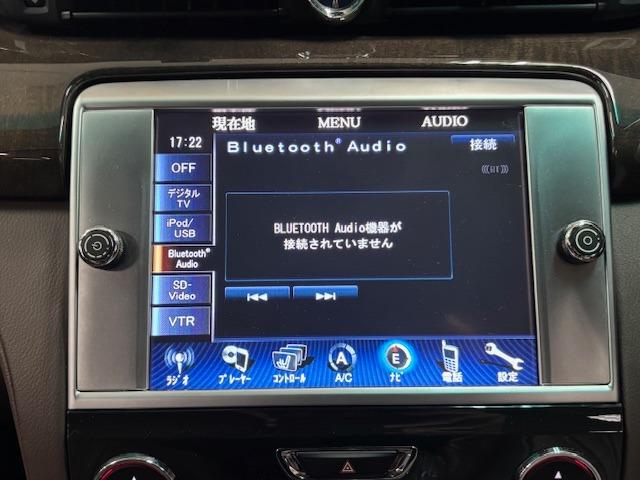 現在地 MENU AUDIO
17:22
Bluetooth® Audio
接続
OFF
デジタル
TV
iPod/
USB
Bluetooth®
Audio
SD-
Video
VTR
BLUETOOTH Audio機器が
接続されていません
ラジオ プレーヤー コントロール A/C ナビ 電話 設定
A
E